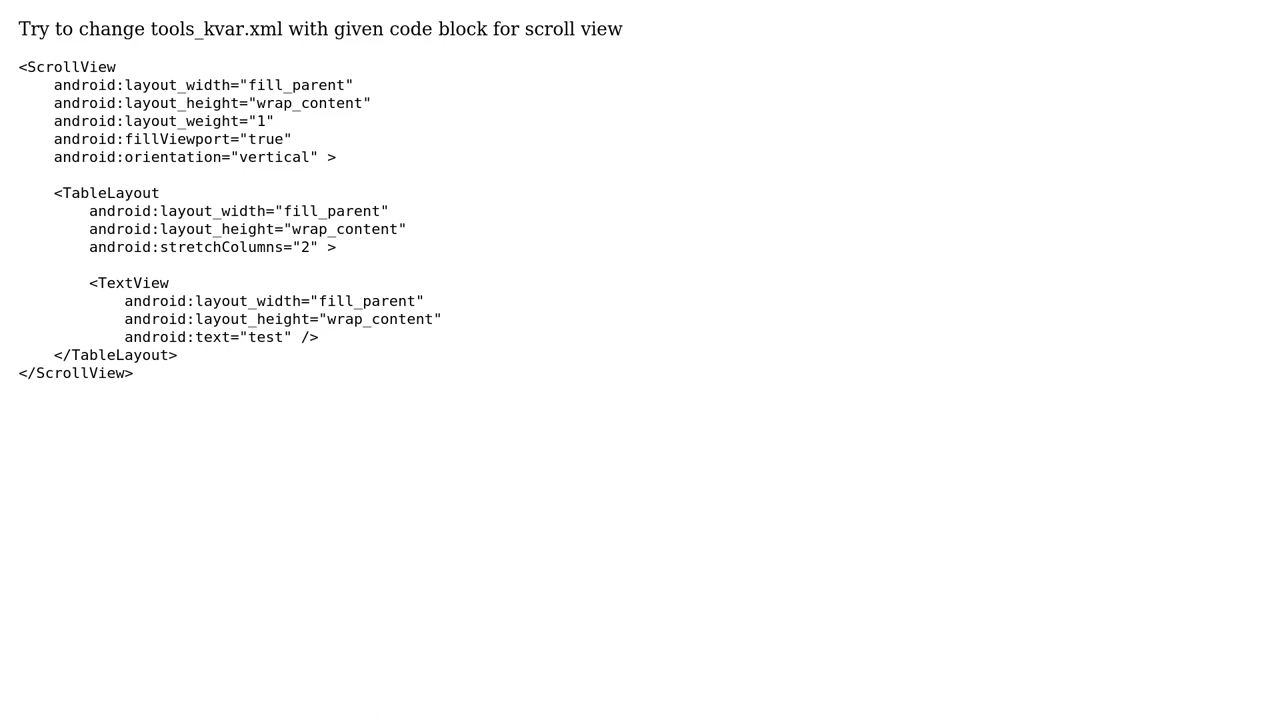 Try to change tools_kvar.xml with given code block for scroll view
<ScrollView
    android:layout_width="fill_parent"
    android:layout_height="wrap_content"
    android:layout_weight="1"
    android:fillViewport="true"
    android:orientation="vertical" >

    <TableLayout
        android:layout_width="fill_parent"
        android:layout_height="wrap_content"
        android:stretchColumns="2" >

        <TextView
            android:layout_width="fill_parent"
            android:layout_height="wrap_content"
            android:text="test" />
    </TableLayout>
</ScrollView>